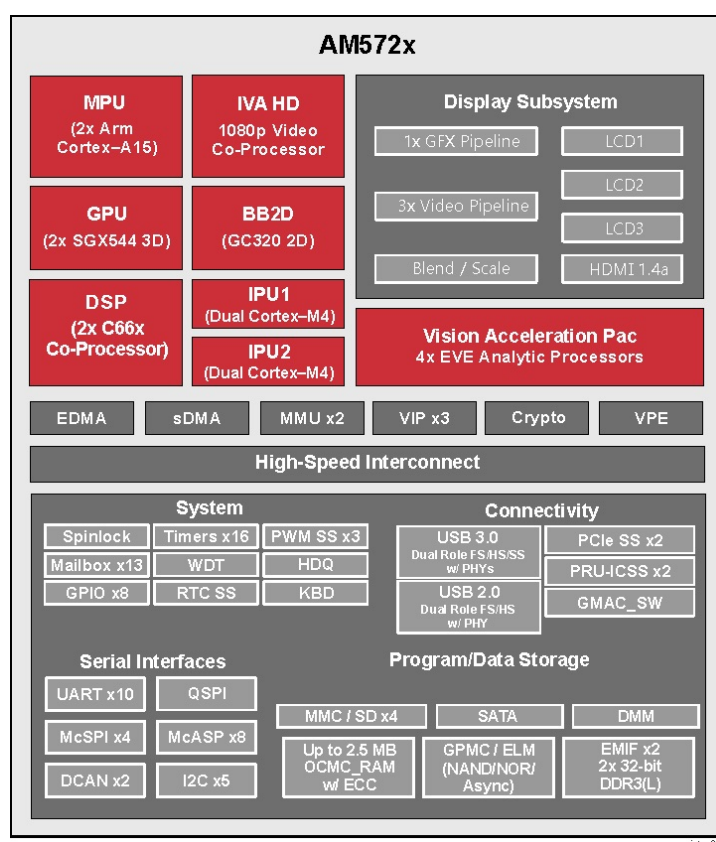 AM572x
MPU
(2x Arm
Cortex–A15)
IVA HD
1080p Video
Co-Processor
GPU
(2x SGX544 3D)
BB2D
(GC320 2D)
DSP
(2x C66x
Co-Processor)
IPU1
(Dual Cortex–M4)
IPU2
(Dual Cortex–M4)
Display Subsystem
1x GFX Pipeline
LCD1
LCD2
3x Video Pipeline
LCD3
Blend / Scale
HDMI 1.4a
Vision Acceleration Pac
4x EVE Analytic Processors
EDMA
sDMA
MMU x2
VIP x3
Crypto
VPE
High-Speed Interconnect
System
Spinlock
Timers x16
PWM SS x3
Mailbox x13
WDT
HDQ
GPIO x8
RTC SS
KBD
Connectivity
USB 3.0
Dual Role FS/HS/SS
w/ PHYs
USB 2.0
Dual Role FS/HS
w/ PHY
PCIe SS x2
PRU-ICSS x2
GMAC_SW
Serial Interfaces
UART x10
QSPI
McSPI x4
McASP x8
DCAN x2
I2C x5
Program/Data Storage
MMC / SD x4
SATA
DMM
Up to 2.5 MB
OCMC_RAM
w/ ECC
GPMC / ELM
(NAND/NOR/
Async)
EMIF x2
2x 32-bit
DDR3(L)